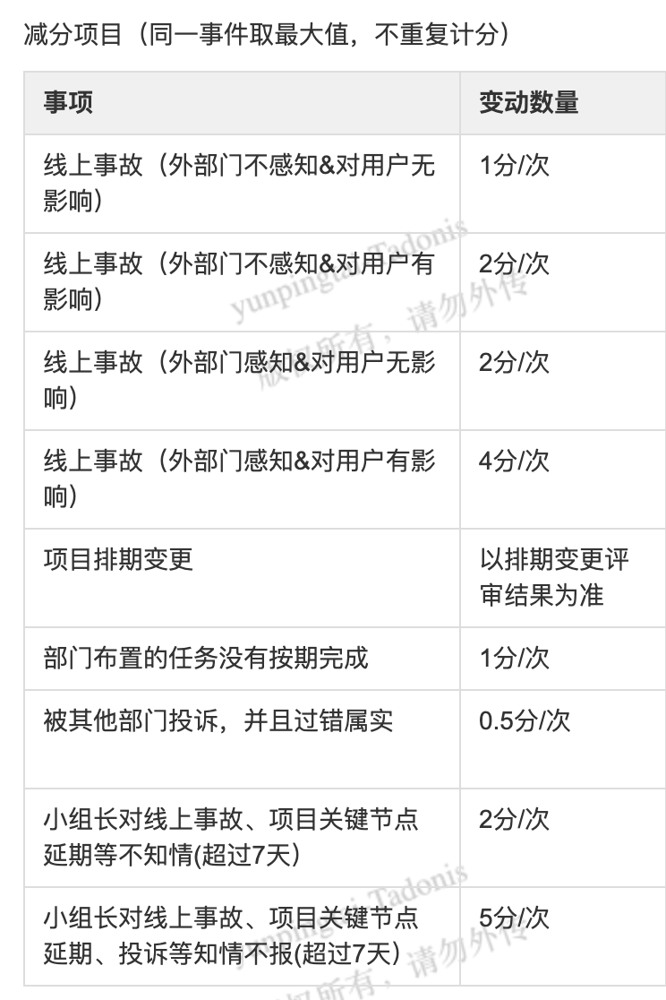 减分项目（同一事件取最大值，不重复计分）
事项
变动数量
线上事故（外部门不感知&对用户无
影响）
1分/次
线上事故（外部门不感知&对用户有
影响）
2分/次
线上事故（外部门感知&对用户无影
响）
2分/次
线上事故（外部门感知&对用户有影
响）
4分/次
项目排期变更
以排期变更评
审结果为准
部门布置的任务没有按期完成
1分/次
被其他部门投诉，并且过错属实
0.5分/次
小组长对线上事故、项目关键节点
延期等不知情(超过7天）
2分/次
小组长对线上事故、项目关键节点
延期、投诉等知情不报(超过7天）
5分/次
Tadonis
版权所有，请勿外传
Tadonis
版权所有，请勿外传